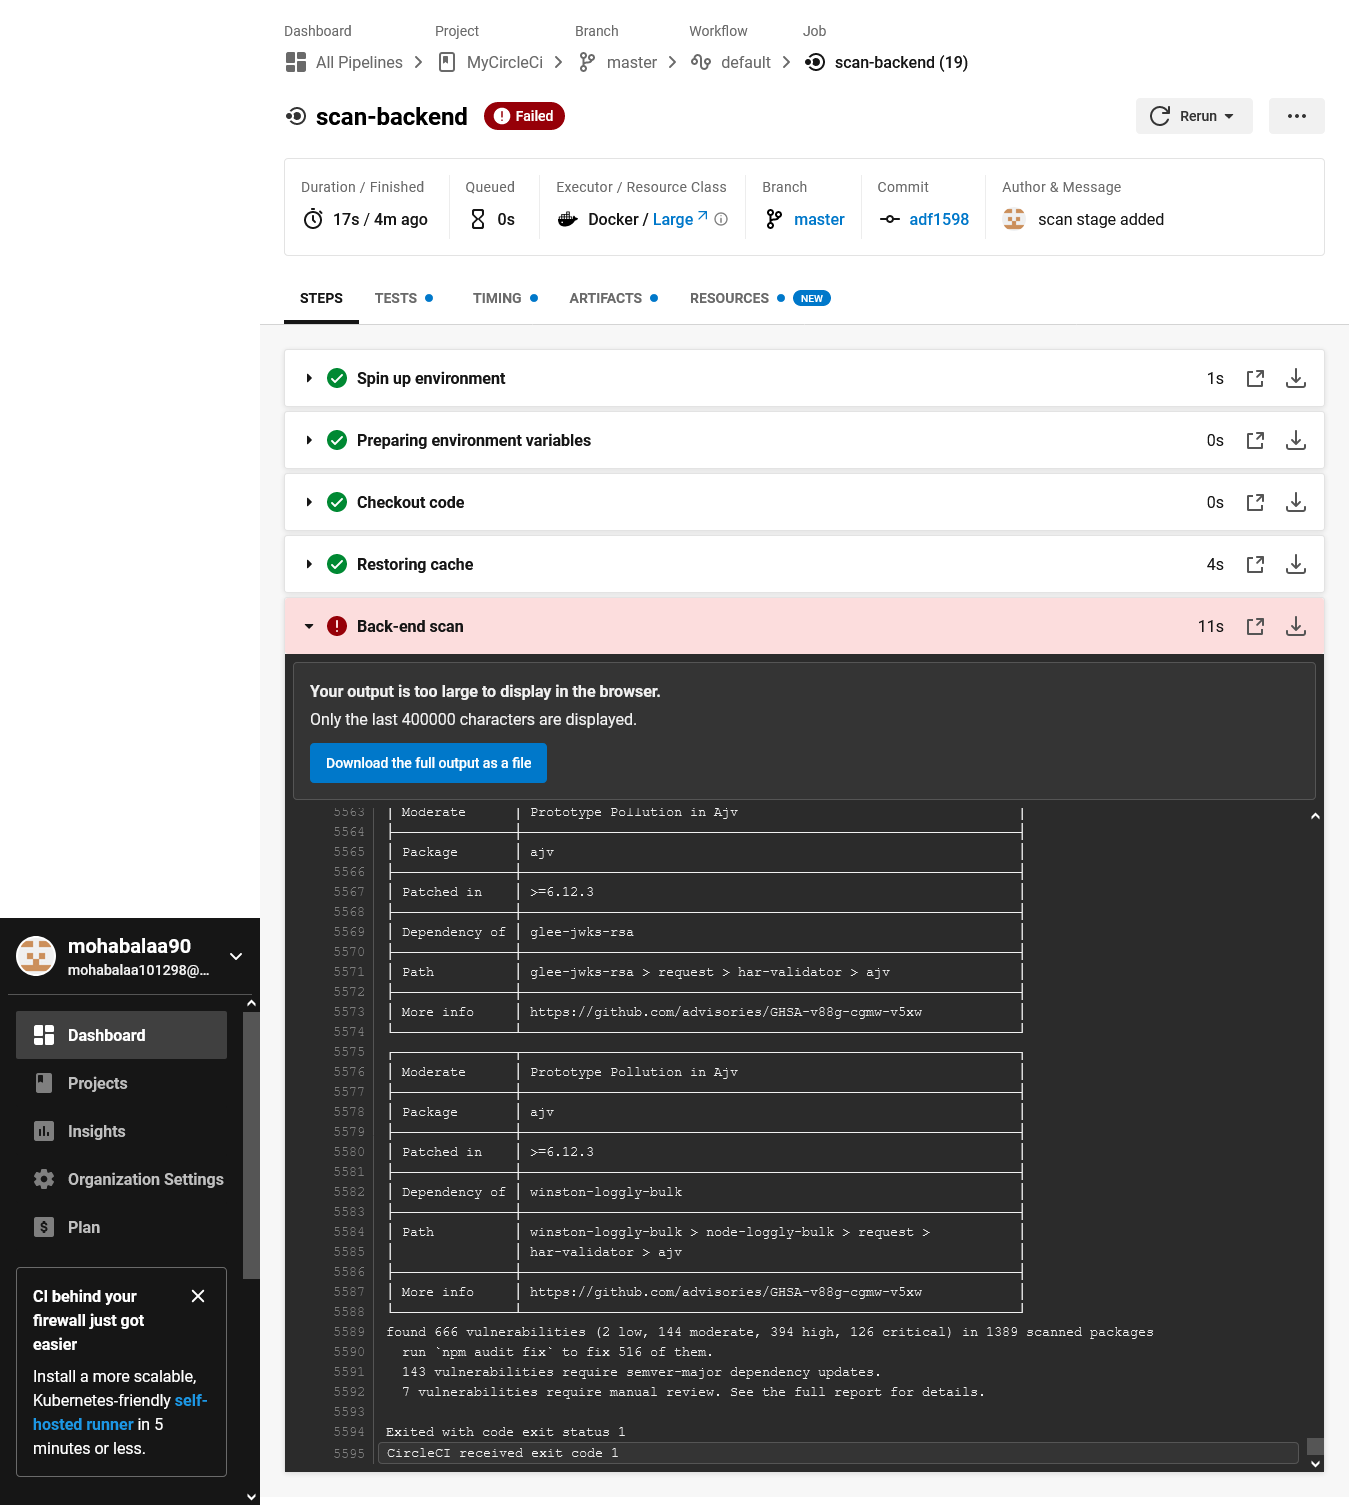 Dashboard Project Branch Workflow Job
All Pipelines MyCircleCi master default scan-backend (19)
scan-backend Failed Rerun
Duration / Finished Queued Executor / Resource Class Branch Commit Author & Message
17s / 4m ago 0s Docker / Large master adf1598 scan stage added
STEPS TESTS TIMING ARTIFACTS RESOURCES NEW
Spin up environment 1s
Preparing environment variables 0s
Checkout code 0s
Restoring cache 4s
Back-end scan 11s
Your output is too large to display in the browser.
Only the last 400000 characters are displayed.
Download the full output as a file
5563 Moderate Prototype Pollution in Ajv
5564
5565 Package ajv
5566
5567 Patched in >=6.12.3
5568
5569 Dependency of glee-jwks-rsa
5570
5571 Path glee-jwks-rsa > request > har-validator > ajv
5572
5573 More info https://github.com/advisories/GHSA-v88g-cgmw-v5xw
5574
5575
5576 Moderate Prototype Pollution in Ajv
5577
5578 Package ajv
5579
5580 Patched in >=6.12.3
5581
5582 Dependency of winston-loggly-bulk
5583
5584 Path winston-loggly-bulk > node-loggly-bulk > request >
5585 har-validator > ajv
5586
5587 More info https://github.com/advisories/GHSA-v88g-cgmw-v5xw
5588
5589 found 666 vulnerabilities (2 low, 144 moderate, 394 high, 126 critical) in 1389 scanned packages
5590 run `npm audit fix` to fix 516 of them.
5591 143 vulnerabilities require semver-major dependency updates.
5592 7 vulnerabilities require manual review. See the full report for details.
5593
5594 Exited with code exit status 1
5595 CircleCI received exit code 1
mohabalaa90
mohabalaa101298@...
Dashboard
Projects
Insights
Organization Settings
Plan
CI behind your
firewall just got
easier
Install a more scalable,
Kubernetes-friendly self-
hosted runner in 5
minutes or less.